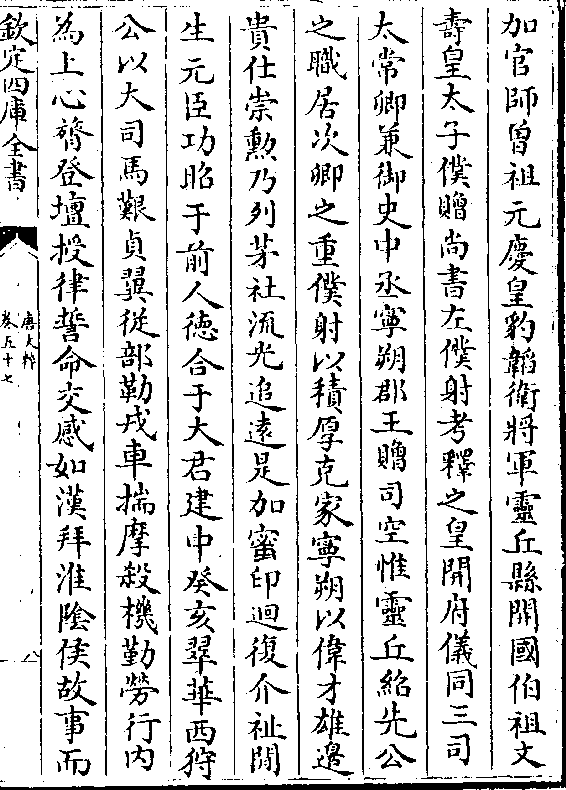 加官師曾祖元慶皇豹韜衛將軍靈丘縣開國伯祖文
壽皇太子僕贈尚書左僕射考釋之皇開府儀同三司
太常卿兼御史中丞寧朔郡王贈司空惟靈丘紹先公
之職居次卿之重僕射以積厚克家寧朔以偉才雄邊
貴仕崇勲乃列茅社流光追逺是加蜜印迴復介祉閒
生元臣功昭于前人德合于大君建中癸亥翠華西狩
公以大司馬艱貞翼從部勒戎車揣摩殺機勤勞行内
為上心膂登壇授律誓命交感如漢拜淮陰侯故事而
欽定四庫全書
唐文粹
卷五十七
八